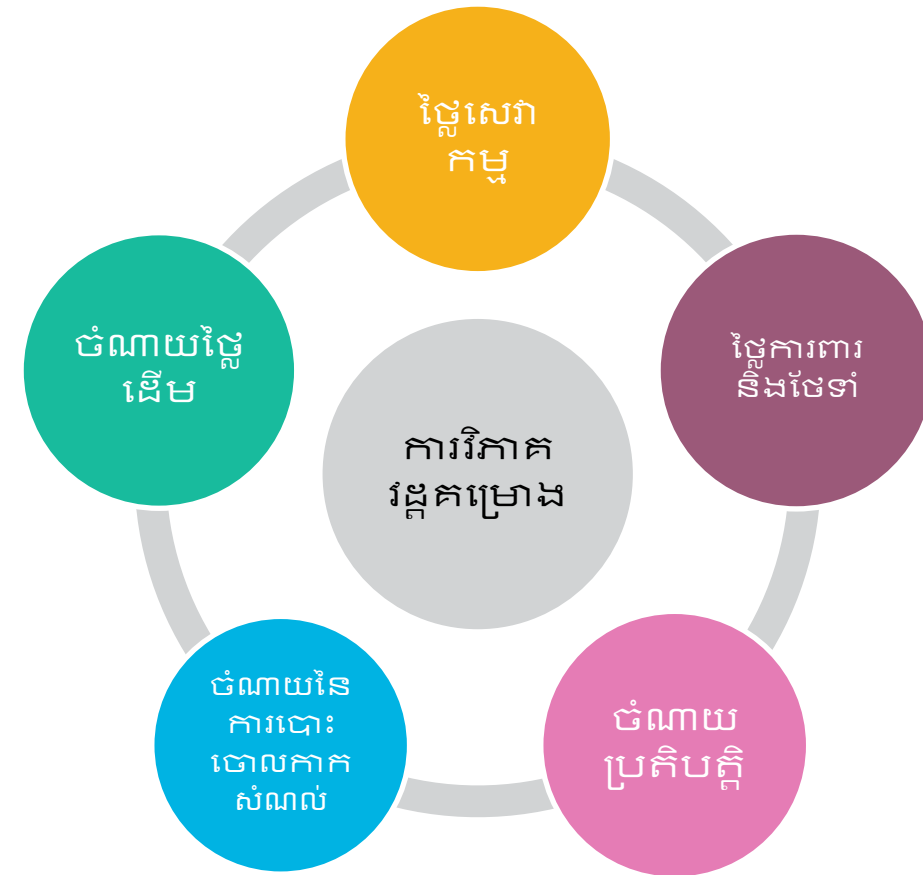 ថ្លៃសេវា
កម្ម
ថ្លៃការពារ
និងថែទាំ
ចំណាយ
ប្រតិបត្តិ
ចំណាយនៃ
ការបោះ
ចោលកាក
សំណល់
ចំណាយថ្លៃ
ដើម
ការវិភាគ
វដ្តគម្រោង